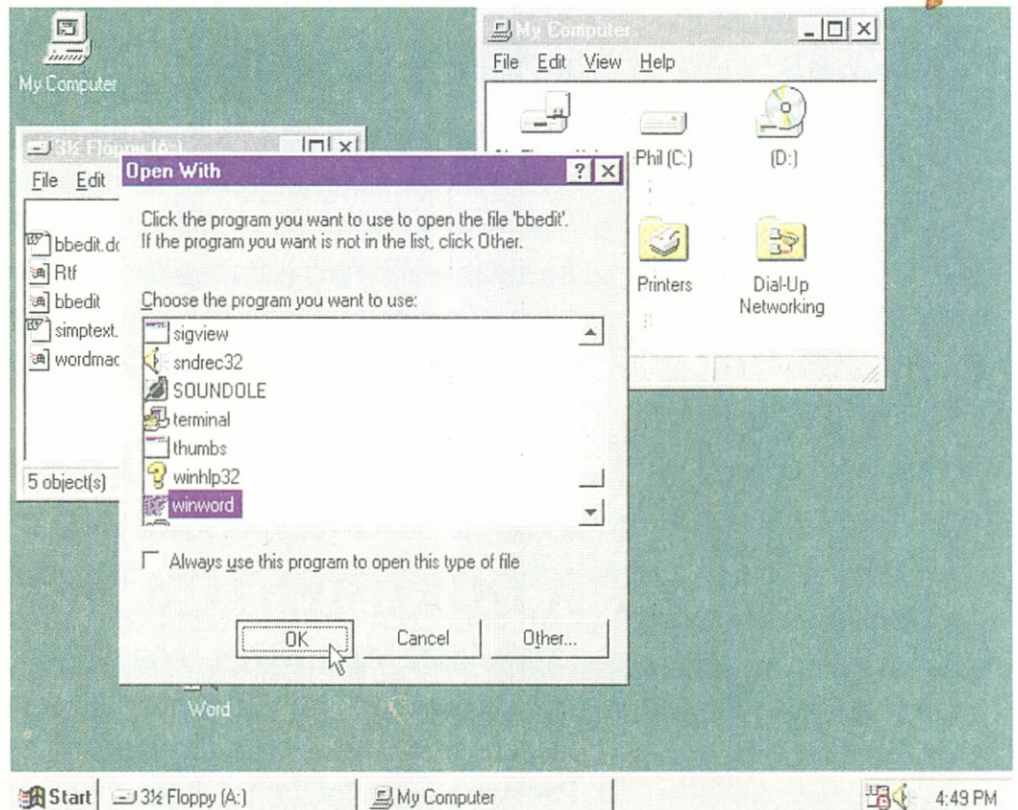 My Computer
My Computer
File Edit View Help
Phil (C:)
(D:)
Printers
Dial-Up
Networking
3½ Floppy (A:)
File Edit
bbedit.do
Rtf
bbedit
simptext.
wordmac
5 object(s)
Open With
Click the program you want to use to open the file 'bbedit'.
If the program you want is not in the list, click Other.
Choose the program you want to use:
sigview
sndrec32
SOUNDOLE
terminal
thumbs
winhlp32
winword
Always use this program to open this type of file
OK
Cancel
Other...
Word
Start
3½ Floppy (A:)
My Computer
4:49 PM